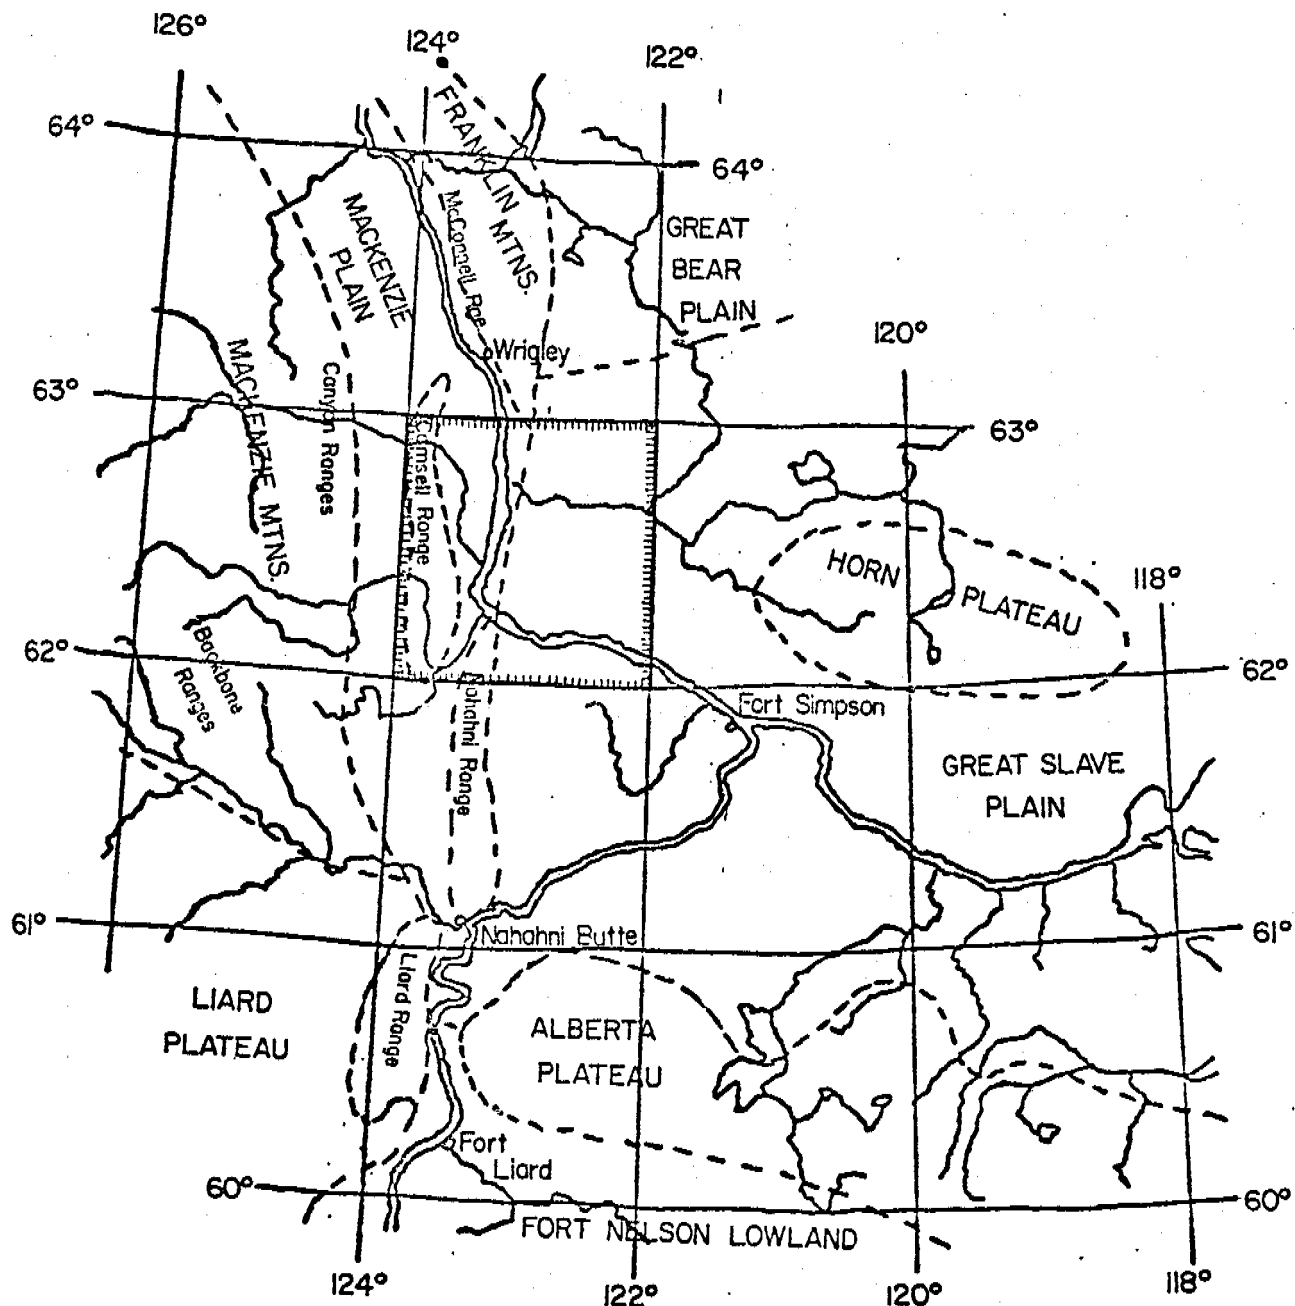 126°
124°
122°
64°
64°
FRANKLIN MTNS.
MACKENZIE
PLAIN
McConnell Rge
GREAT
BEAR
PLAIN
Wrigley
120°
63°
63°
MACKENZIE MTNS.
Canyon Ranges
Camsell Range
HORN
PLATEAU
118°
62°
62°
Backbone
Ranges
Nahahni Range
Fort Simpson
GREAT SLAVE
PLAIN
61°
61°
Nahahni Butte
Liard Range
LIARD
PLATEAU
ALBERTA
PLATEAU
Fort
Liard
60°
60°
FORT NELSON LOWLAND
124°
122°
120°
118°